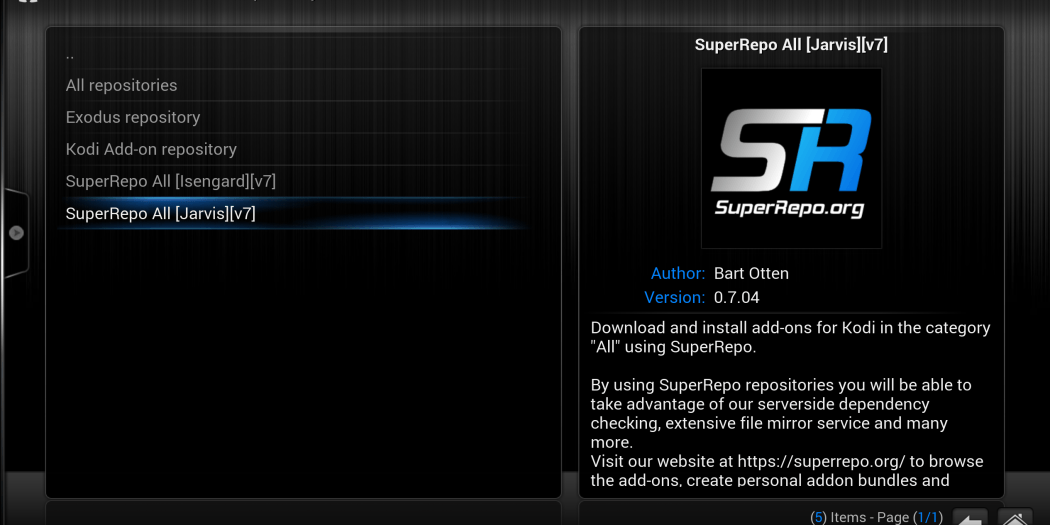 ..
All repositories
Exodus repository
Kodi Add-on repository
SuperRepo All [Isengard][v7]
SuperRepo All [Jarvis][v7]
SuperRepo All [Jarvis][v7]
SR
SuperRepo.org
Author: Bart Otten
Version: 0.7.04
Download and install add-ons for Kodi in the category
"All" using SuperRepo.
By using SuperRepo repositories you will be able to
take advantage of our serverside dependency
checking, extensive file mirror service and many
more.
Visit our website at https://superrepo.org/ to browse
the add-ons, create personal addon bundles and
(5) Items - Page (1/1)